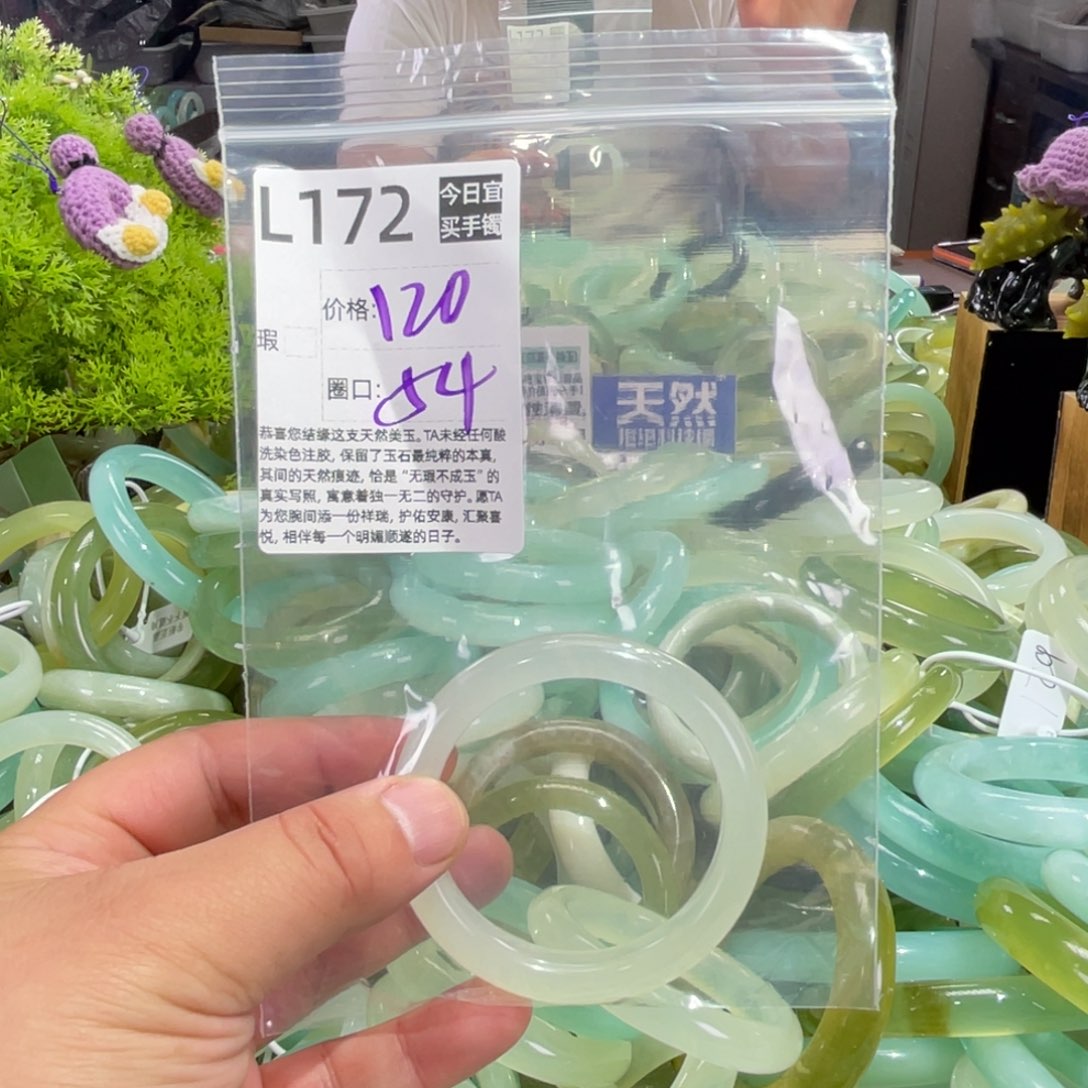 L172
今日宜
买手镯
价格:120
瑕
圈口:54
恭喜您结缘这支天然美玉。TA未经任何酸
洗染色注胶, 保留了玉石最纯粹的本真,
其间的天然痕迹, 恰是“无瑕不成玉”的
真实写照, 寓意着独一无二的守护。愿TA
为您腕间添一份祥瑞, 护佑安康, 汇聚喜
悦, 相伴每一个明媚顺遂的日子。
天然